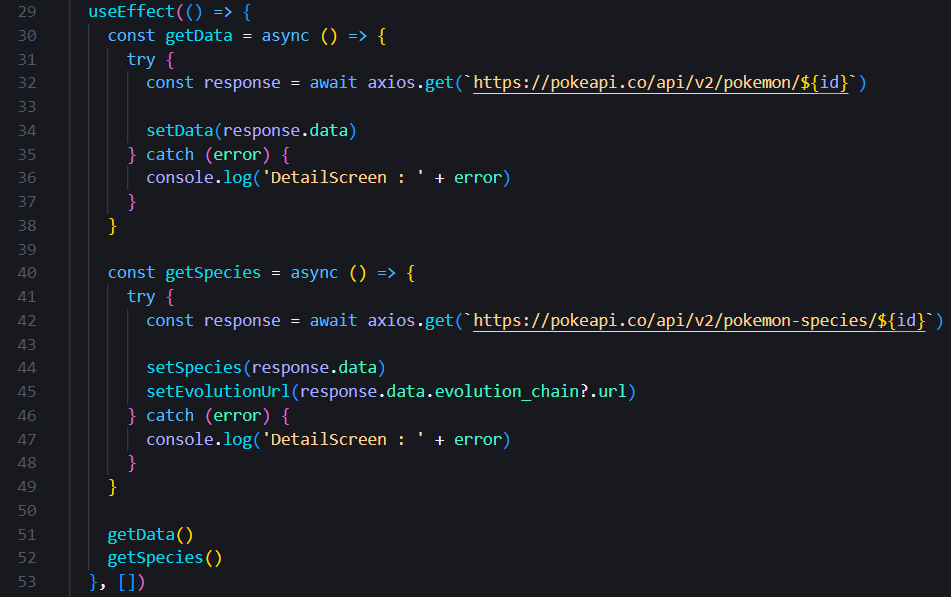 29 useEffect(() => {
30 const getData = async () => {
31 try {
32 const response = await axios.get(`https://pokeapi.co/api/v2/pokemon/${id}`)
33
34 setData(response.data)
35 } catch (error) {
36 console.log('DetailScreen : ' + error)
37 }
38 }
39
40 const getSpecies = async () => {
41 try {
42 const response = await axios.get(`https://pokeapi.co/api/v2/pokemon-species/${id}`)
43
44 setSpecies(response.data)
45 setEvolutionUrl(response.data.evolution_chain?.url)
46 } catch (error) {
47 console.log('DetailScreen : ' + error)
48 }
49 }
50
51 getData()
52 getSpecies()
53 }, [])